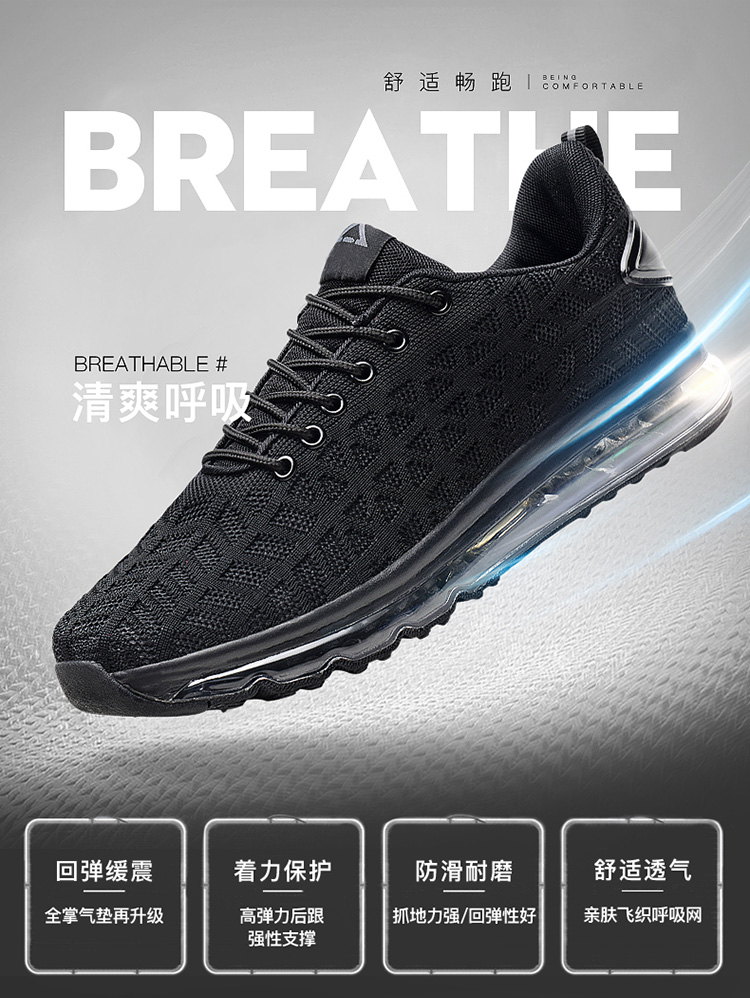 舒适畅跑 | BEING
COMFORTABLE
BREATHE
BREATHABLE #
清爽呼吸
回弹缓震
全掌气垫再升级
着力保护
高弹力后跟
强性支撑
防滑耐磨
抓地力强/回弹性好
舒适透气
亲肤飞织呼吸网